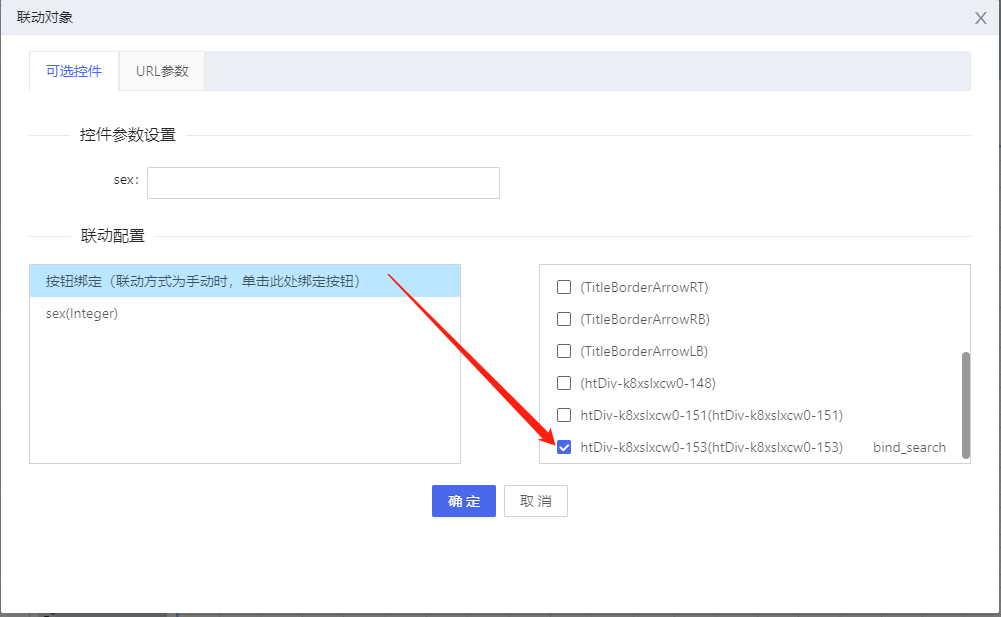 联动对象
X
可选控件
URL参数
控件参数设置
sex:
联动配置
按钮绑定（联动方式为手动时，单击此处绑定按钮）
sex(Integer)
(TitleBorderArrowRT)
(TitleBorderArrowRB)
(TitleBorderArrowLB)
(htDiv-k8xslxcw0-148)
htDiv-k8xslxcw0-151(htDiv-k8xslxcw0-151)
htDiv-k8xslxcw0-153(htDiv-k8xslxcw0-153) bind_search
确 定
取 消